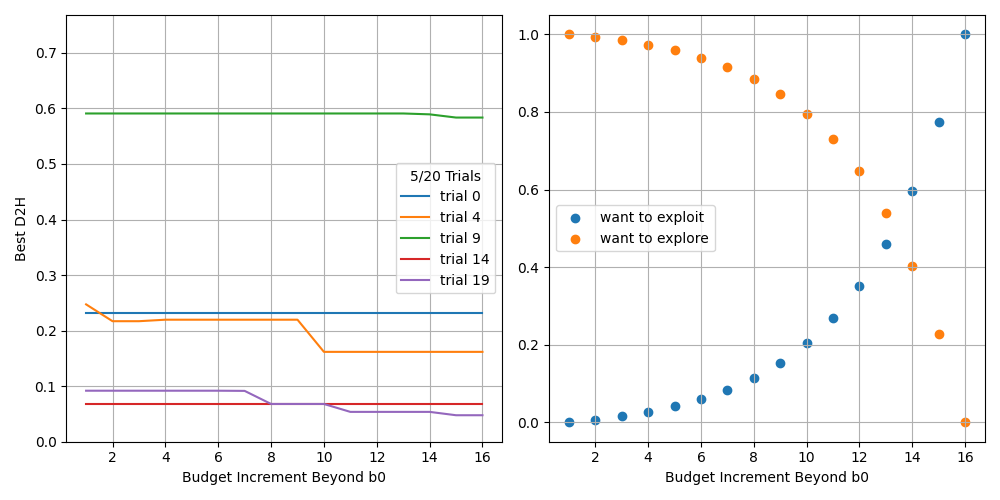 Best D2H
0.7
0.6
0.5
0.4
0.3
0.2
0.1
0.0
2 4 6 8 10 12 14 16
Budget Increment Beyond b0
5/20 Trials
trial 0
trial 4
trial 9
trial 14
trial 19
1.0
0.8
0.6
0.4
0.2
0.0
2 4 6 8 10 12 14 16
Budget Increment Beyond b0
want to exploit
want to explore